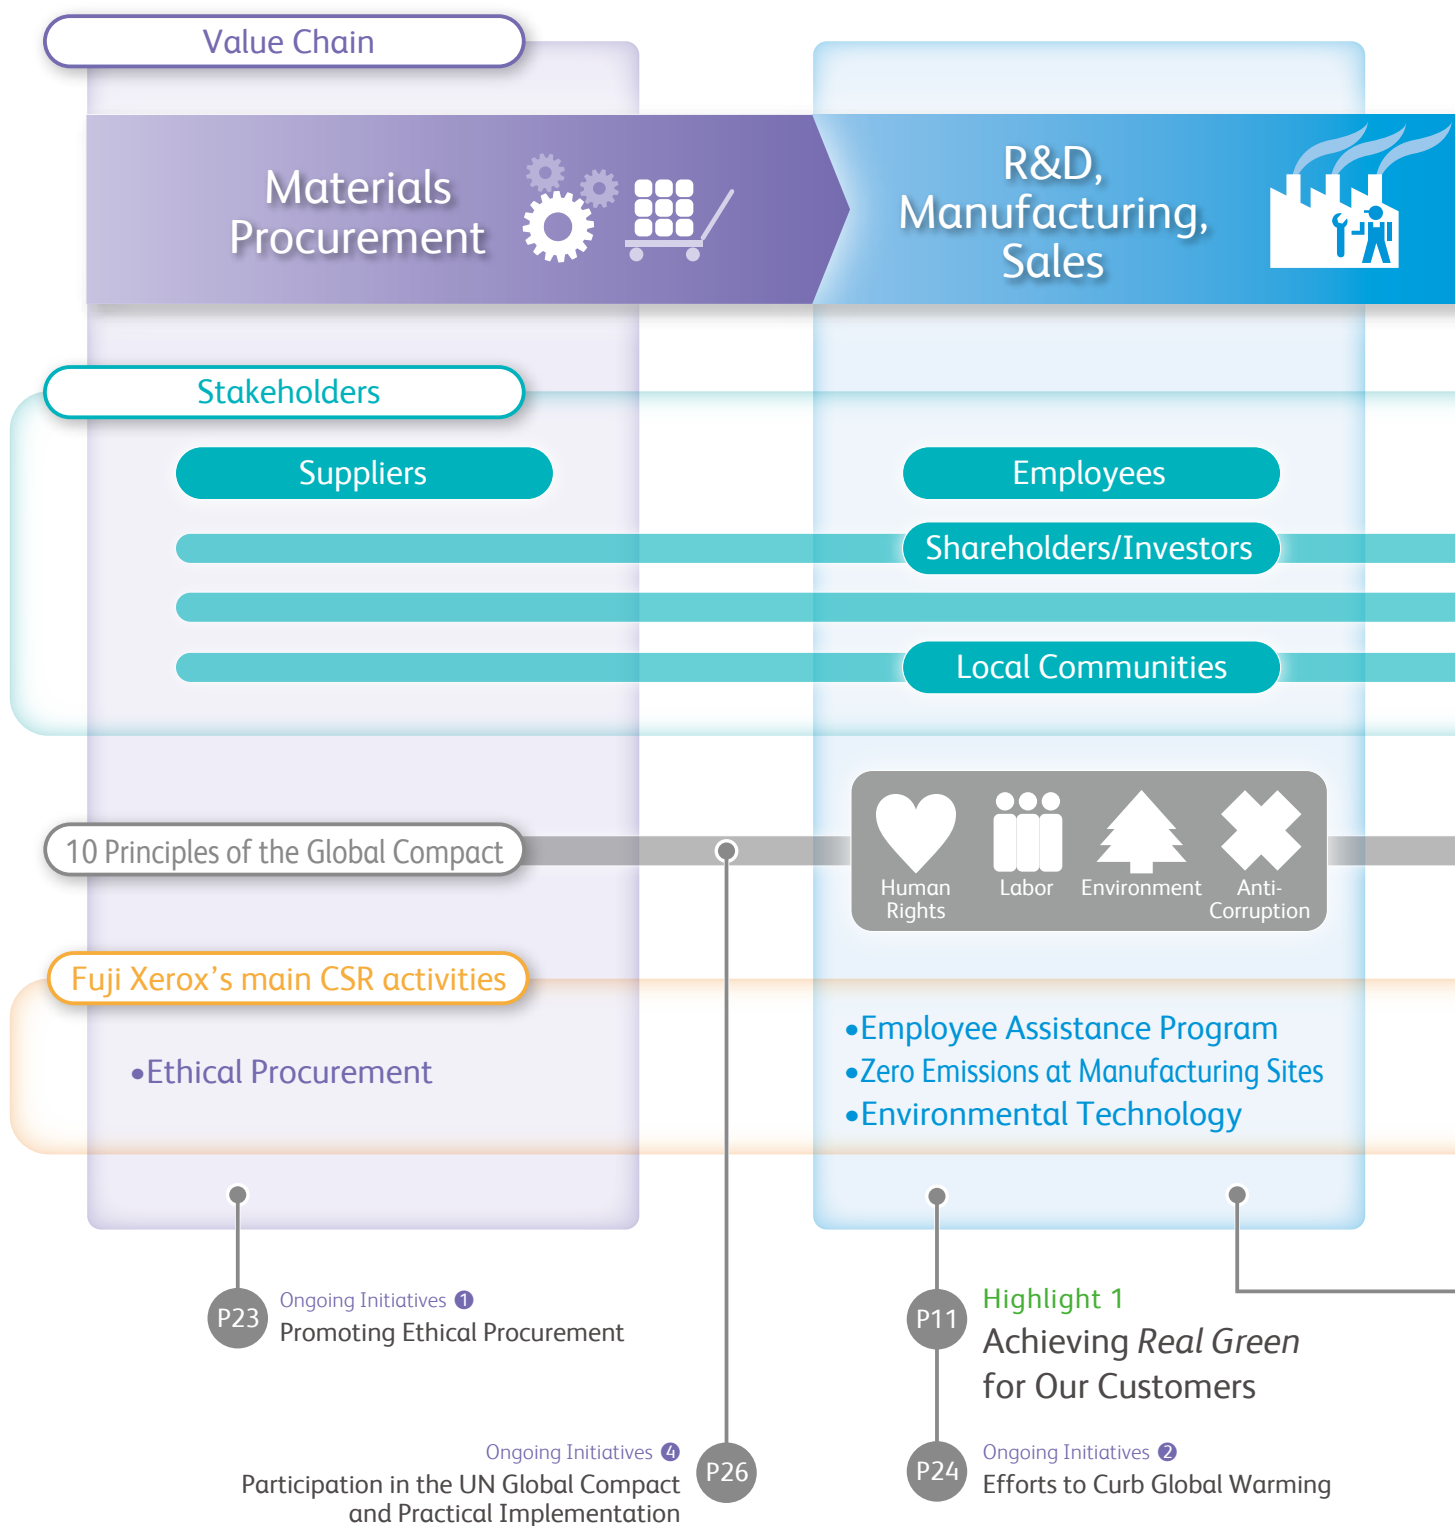 Value Chain
Materials
Procurement
R&D,
Manufacturing,
Sales
Stakeholders
Suppliers
Employees
Shareholders/Investors
Local Communities
10 Principles of the Global Compact
Human
Rights
Labor
Environment
Anti-
Corruption
Fuji Xerox’s main CSR activities
•Ethical Procurement
•Employee Assistance Program
•Zero Emissions at Manufacturing Sites
•Environmental Technology
P23
Ongoing Initiatives ❶
Promoting Ethical Procurement
P11
Highlight 1
Achieving Real Green
for Our Customers
Ongoing Initiatives ❹
Participation in the UN Global Compact
and Practical Implementation
P26
P24
Ongoing Initiatives ❷
Efforts to Curb Global Warming